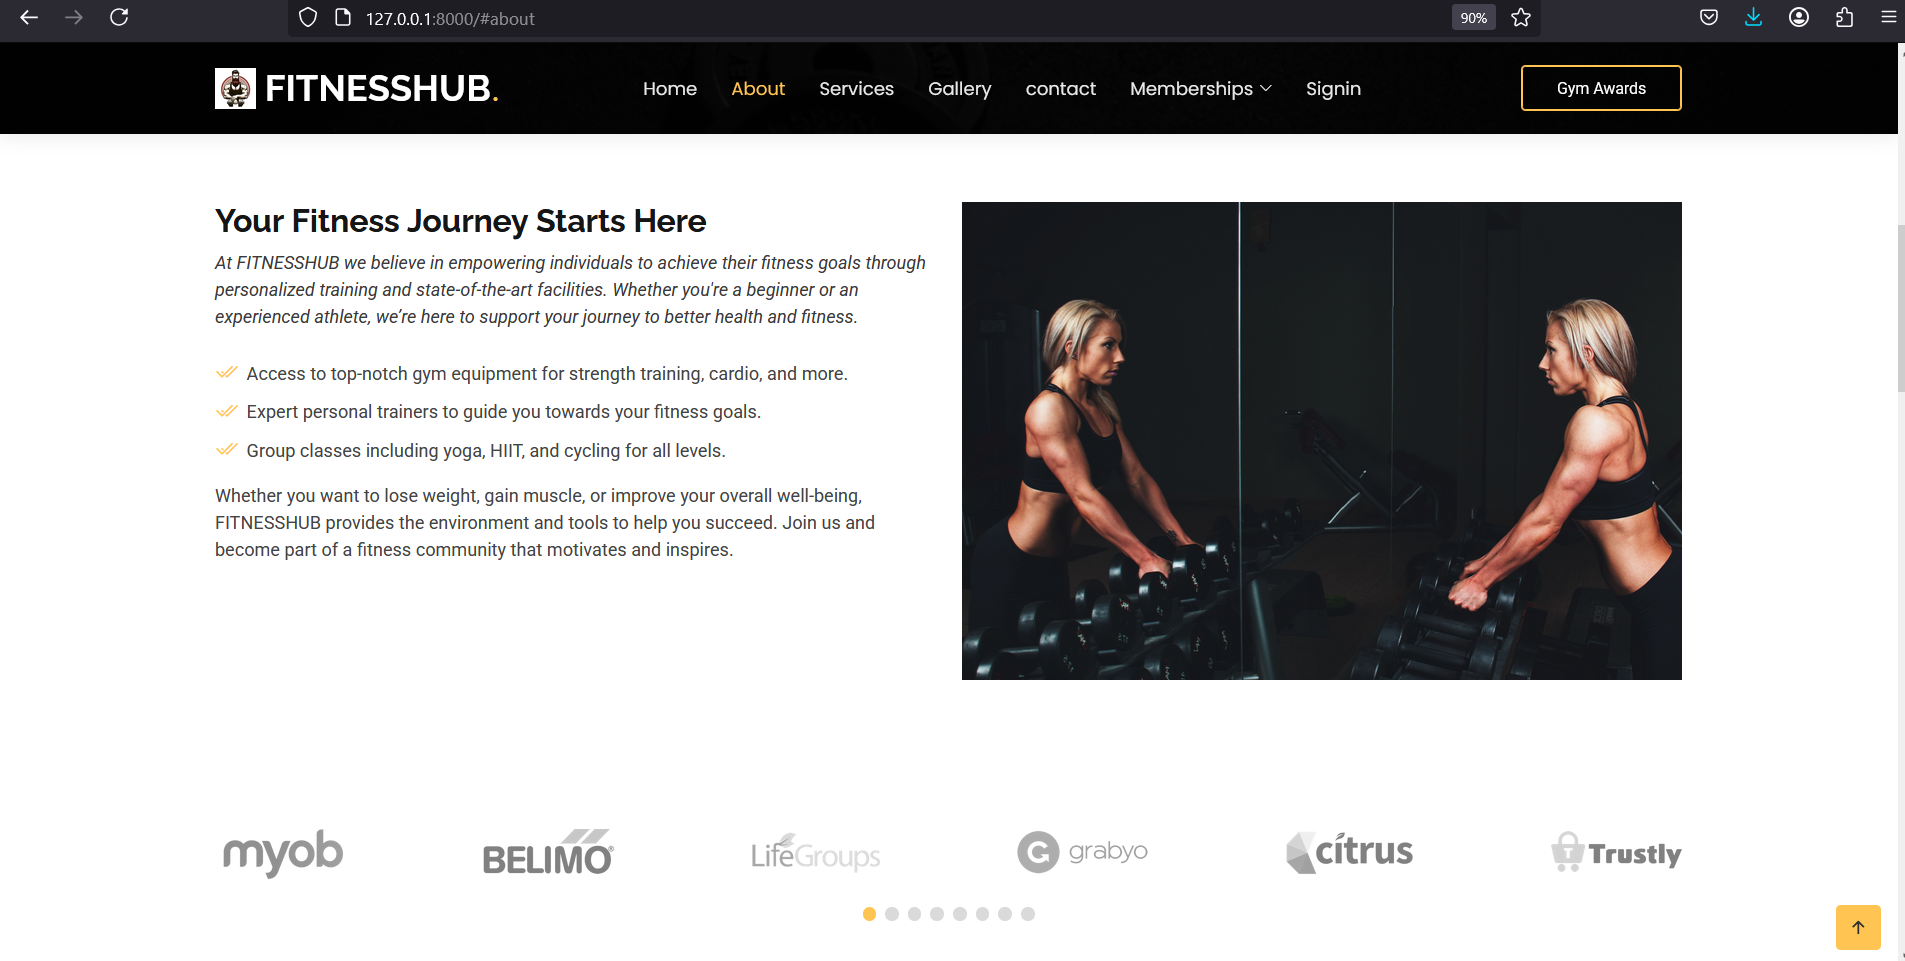 127.0.0.1:8000/#about
90%
FITNESSHUB.
Home
About
Services
Gallery
contact
Memberships
Signin
Gym Awards
Your Fitness Journey Starts Here
At FITNESSHUB we believe in empowering individuals to achieve their fitness goals through
personalized training and state-of-the-art facilities. Whether you're a beginner or an
experienced athlete, we’re here to support your journey to better health and fitness.
Access to top-notch gym equipment for strength training, cardio, and more.
Expert personal trainers to guide you towards your fitness goals.
Group classes including yoga, HIIT, and cycling for all levels.
Whether you want to lose weight, gain muscle, or improve your overall well-being,
FITNESSHUB provides the environment and tools to help you succeed. Join us and
become part of a fitness community that motivates and inspires.
myob
BELIMO®
LifeGroups
G grabyo
citrus
T Trustly